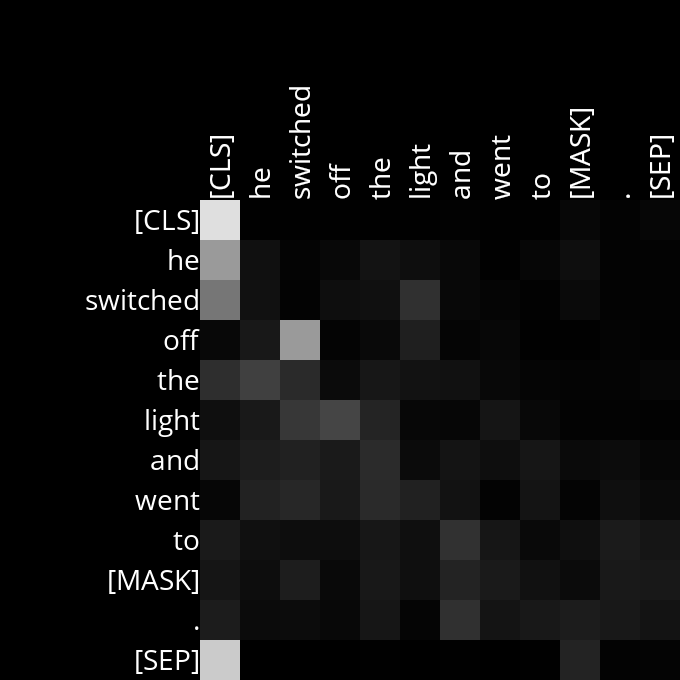 [CLS]
he
switched
off
the
light
and
went
to
[MASK]
.
[SEP]
[CLS]
he
switched
off
the
light
and
went
to
[MASK]
.
[SEP]